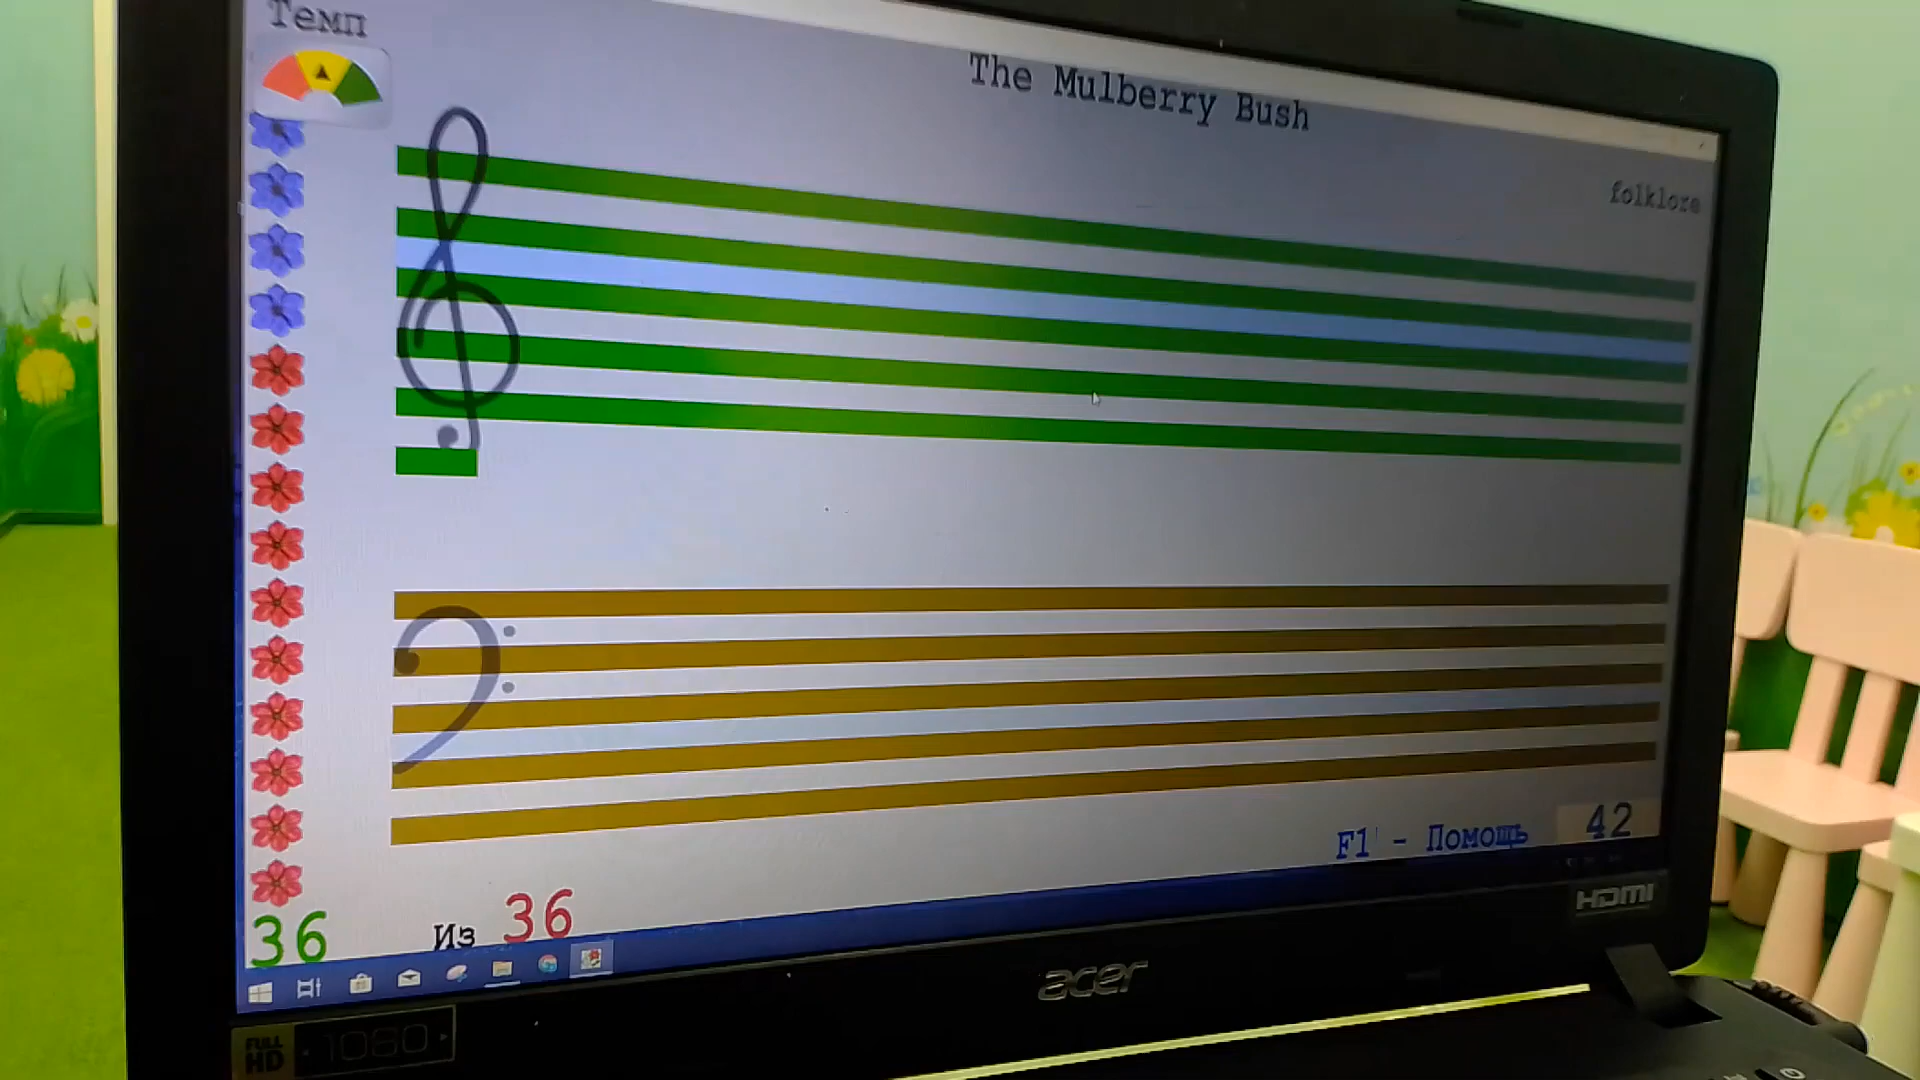 Темп
The Mulberry Bush
folklore
F1 - Помощь 42
36 Из 36
HDMI
acer
FULL HD 1080